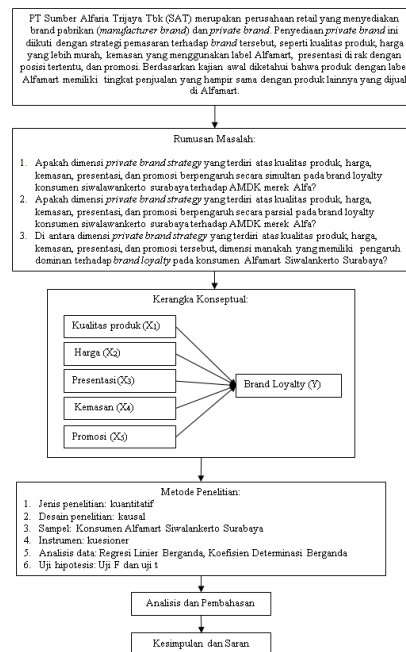 PT Sumber Alfaria Trijaya Tbk (SAT) merupakan perusahaan retail yang menyediakan
brand pabrikan (manufacturer brand) dan private brand. Penyediaan private brand ini
diikuti dengan strategi pemasaran terhadap brand tersebut, seperti kualitas produk, harga
yang lebih murah, kemasan yang menggunakan label Alfamart, presentasi di rak dengan
posisi tertentu, dan promosi. Berdasarkan kajian awal diketahui bahwa produk dengan label
Alfamart memiliki tingkat penjualan yang hampir sama dengan produk lainnya yang dijual
di Alfamart.
Rumusan Masalah:
1. Apakah dimensi private brand strategy yang terdiri atas kualitas produk, harga,
kemasan, presentasi, dan promosi berpengaruh secara simultan pada brand loyalty
konsumen siwalawankerto surabaya terhadap AMDK merek Alfa?
2. Apakah dimensi private brand strategy yang terdiri atas kualitas produk, harga,
kemasan, presentasi, dan promosi berpengaruh secara parsial pada brand loyalty
konsumen siwalawankerto surabaya terhadap AMDK merek Alfa?
3. Di antara dimensi private brand strategy yang terdiri atas kualitas produk, harga,
kemasan, presentasi, dan promosi tersebut, dimensi manakah yang memiliki pengaruh
dominan terhadap brand loyalty pada konsumen Alfamart Siwalankerto Surabaya?
Kerangka Konseptual:
Kualitas produk (X1)
Harga (X2)
Presentasi (X3)
Kemasan (X4)
Promosi (X5)
Brand Loyalty (Y)
Metode Penelitian:
1. Jenis penelitian: kuantitatif
2. Desain penelitian: kausal
3. Sampel: Konsumen Alfamart Siwalankerto Surabaya
4. Instrumen: kuesioner
5. Analisis data: Regresi Linier Berganda, Koefisien Determinasi Berganda
6. Uji hipotesis: Uji F dan uji t
Analisis dan Pembahasan
Kesimpulan dan Saran